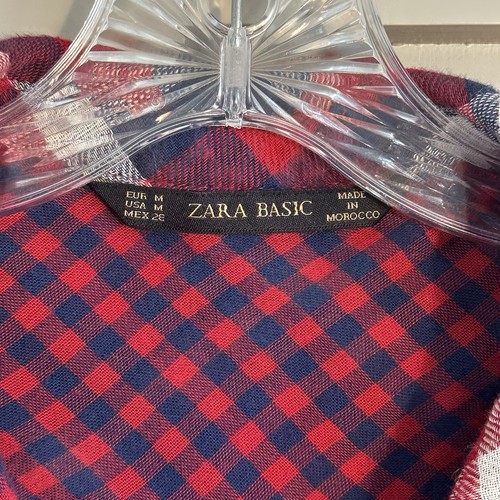 EUR M
USA M
MEX 28
ZARA BASIC
MADE
IN
MOROCCO